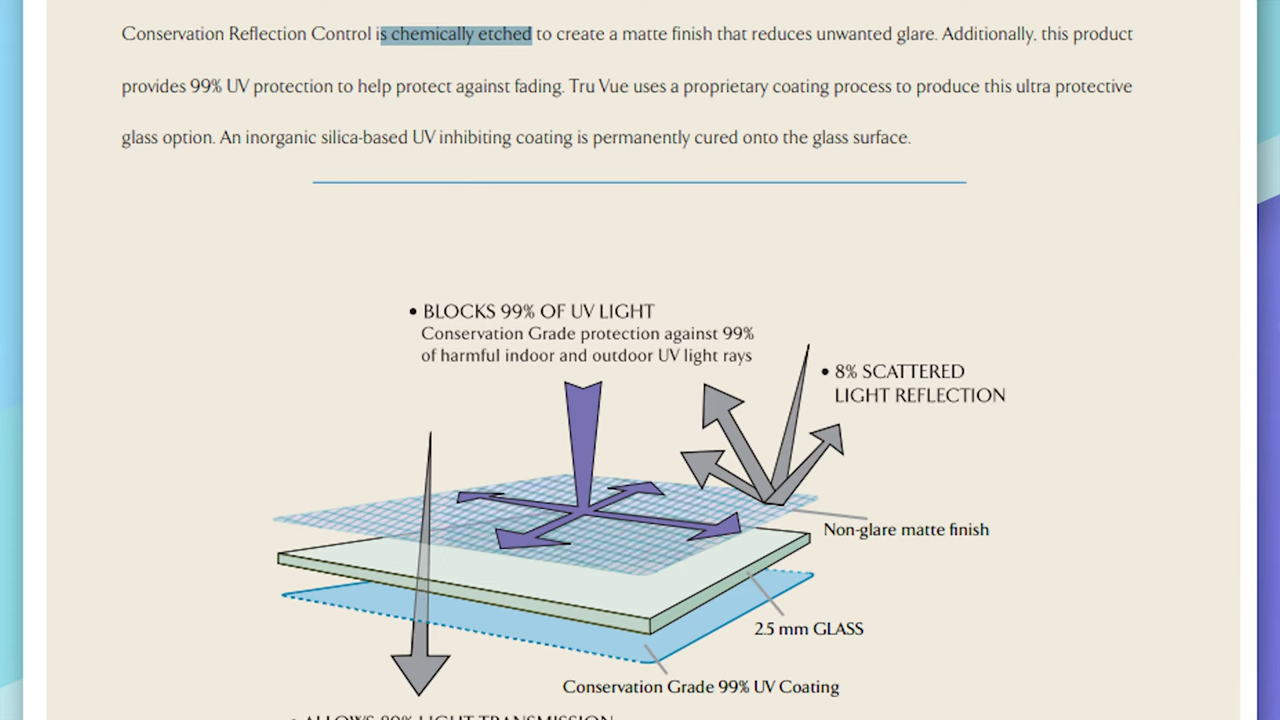 Conservation Reflection Control is chemically etched to create a matte finish that reduces unwanted glare. Additionally, this product
provides 99% UV protection to help protect against fading. Tru Vue uses a proprietary coating process to produce this ultra protective
glass option. An inorganic silica-based UV inhibiting coating is permanently cured onto the glass surface.
• BLOCKS 99% OF UV LIGHT
Conservation Grade protection against 99%
of harmful indoor and outdoor UV light rays
• 8% SCATTERED
LIGHT REFLECTION
Non-glare matte finish
2.5 mm GLASS
Conservation Grade 99% UV Coating
LIGHT TRANSMISSION